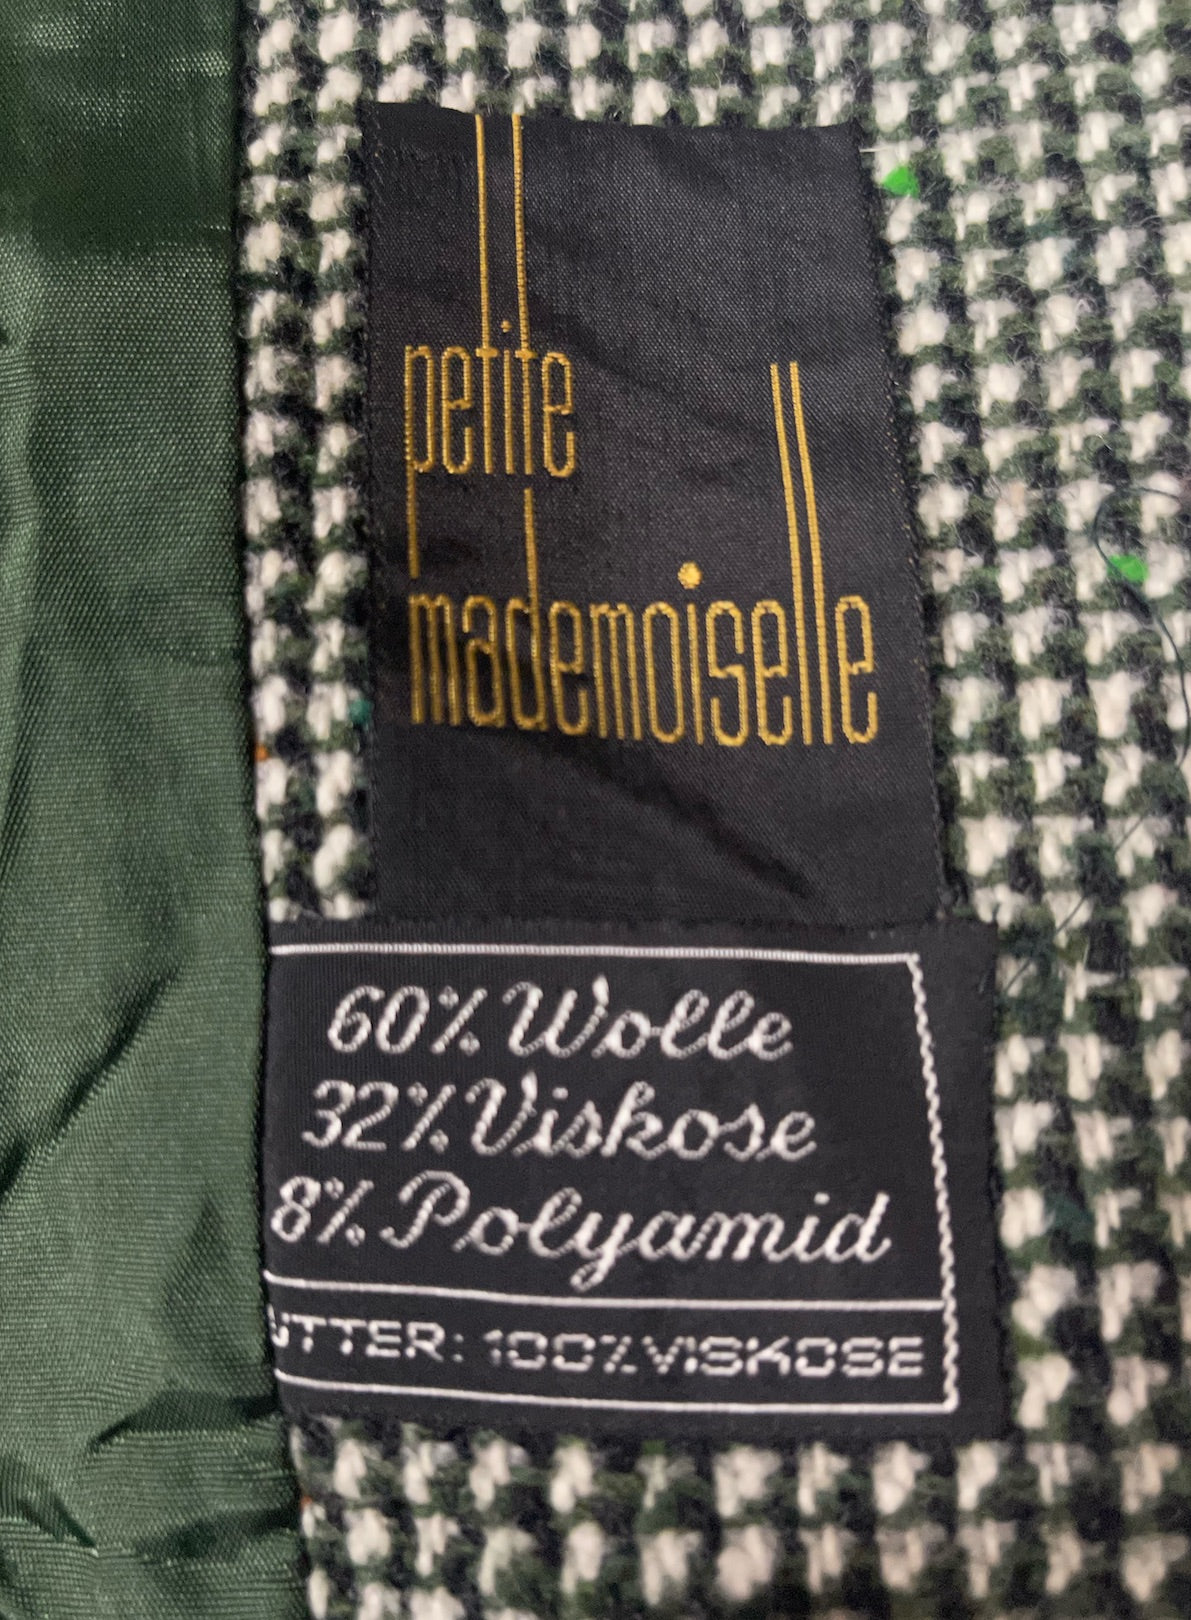 petite
mademoiselle
60% Wolle
32% Viskose
8% Polyamid
UTTER: 100% VISKOSE